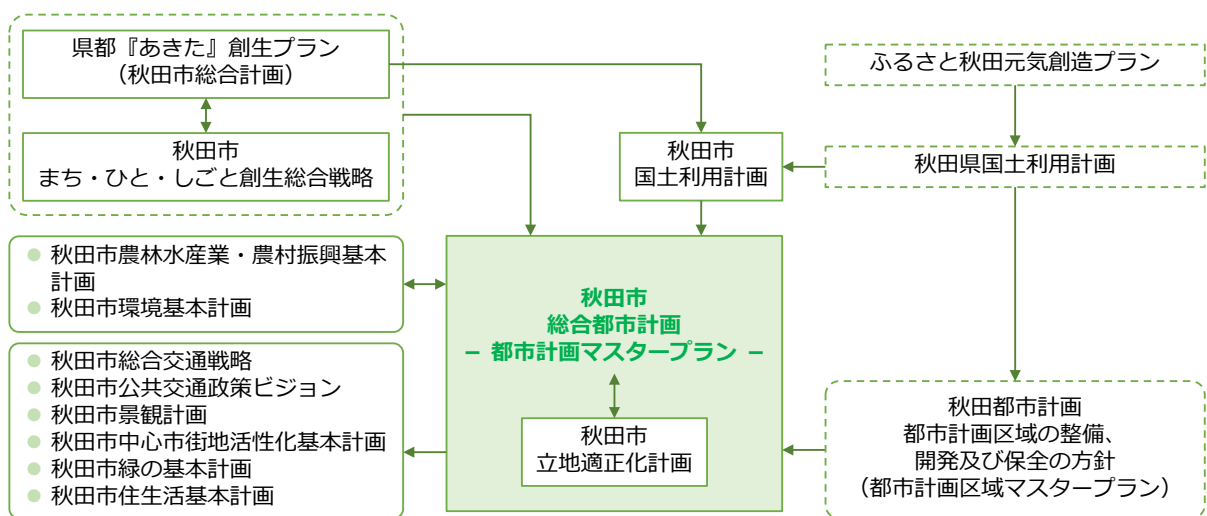 県都『あきた』創生プラン
（秋田市総合計画）
秋田市
まち・ひと・しごと創生総合戦略
秋田市
国土利用計画
ふるさと秋田元気創造プラン
秋田県国土利用計画
秋田市農林水産業・農村振興基本
計画
秋田市環境基本計画
秋田市総合交通戦略
秋田市公共交通政策ビジョン
秋田市景観計画
秋田市中心市街地活性化基本計画
秋田市緑の基本計画
秋田市住生活基本計画
秋田市
総合都市計画
－ 都市計画マスタープラン －
秋田市
立地適正化計画
秋田都市計画
都市計画区域の整備、
開発及び保全の方針
（都市計画区域マスタープラン）